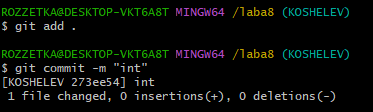 ROZZETKA@DESKTOP-VKT6A8T MINGW64 /laba8 (KOSHELEV)
$ git add .
ROZZETKA@DESKTOP-VKT6A8T MINGW64 /laba8 (KOSHELEV)
$ git commit -m "int"
[KOSHELEV 273ee54] int
1 file changed, 0 insertions(+), 0 deletions(-)